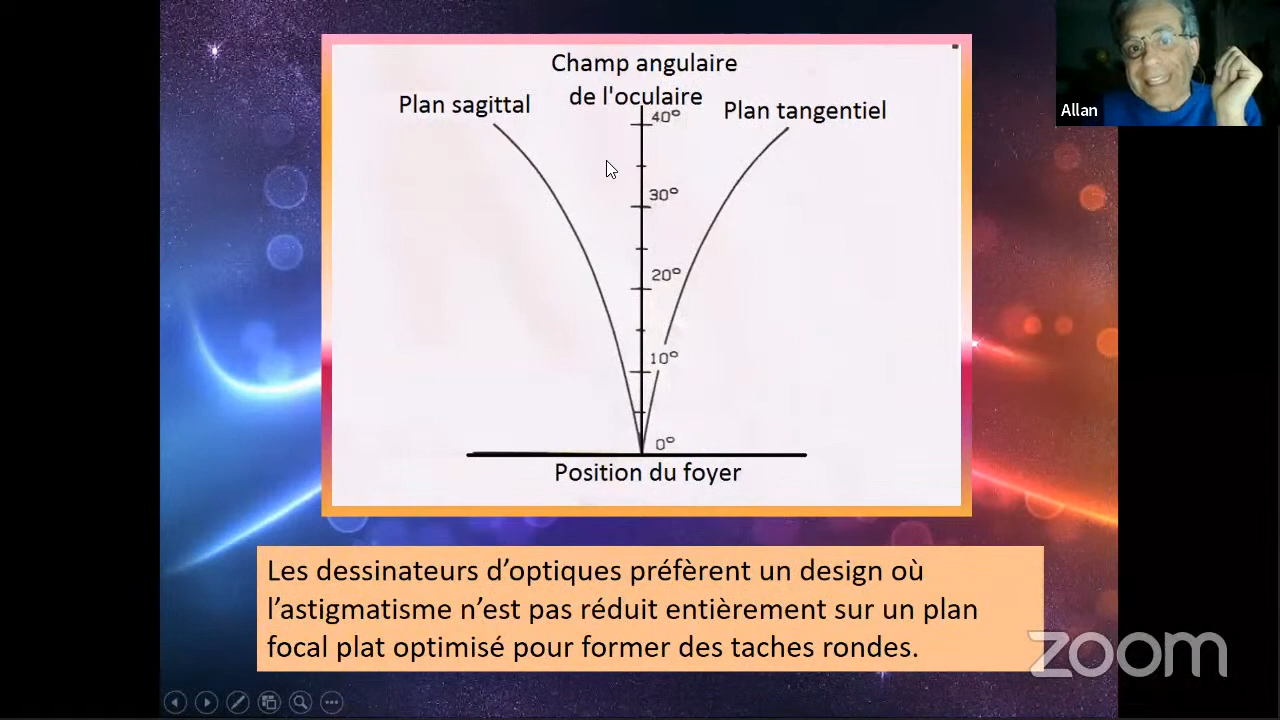 Champ angulaire
de l'oculaire
Plan sagittal
Plan tangentiel
40°
30°
20°
10°
0°
Position du foyer
Les dessinateurs d’optiques préfèrent un design où
l’astigmatisme n’est pas réduit entièrement sur un plan
focal plat optimisé pour former des taches rondes.
Allan
zoom